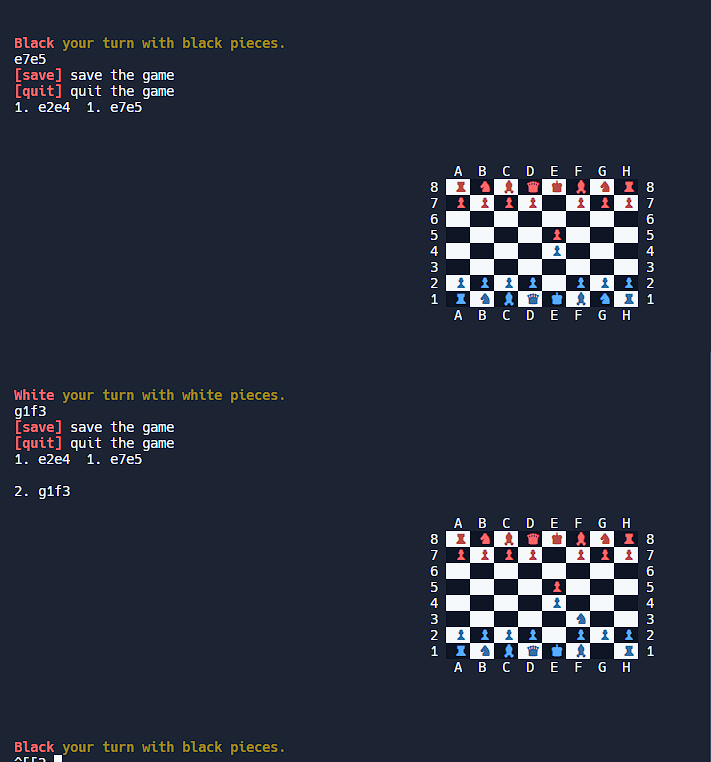 Black your turn with black pieces.
e7e5
[save] save the game
[quit] quit the game
1. e2e4  1. e7e5
A B C D E F G H
8 8
7 7
6 6
5 5
4 4
3 3
2 2
1 1
A B C D E F G H
White your turn with white pieces.
g1f3
[save] save the game
[quit] quit the game
1. e2e4  1. e7e5
2. g1f3
A B C D E F G H
8 8
7 7
6 6
5 5
4 4
3 3
2 2
1 1
A B C D E F G H
Black your turn with black pieces.